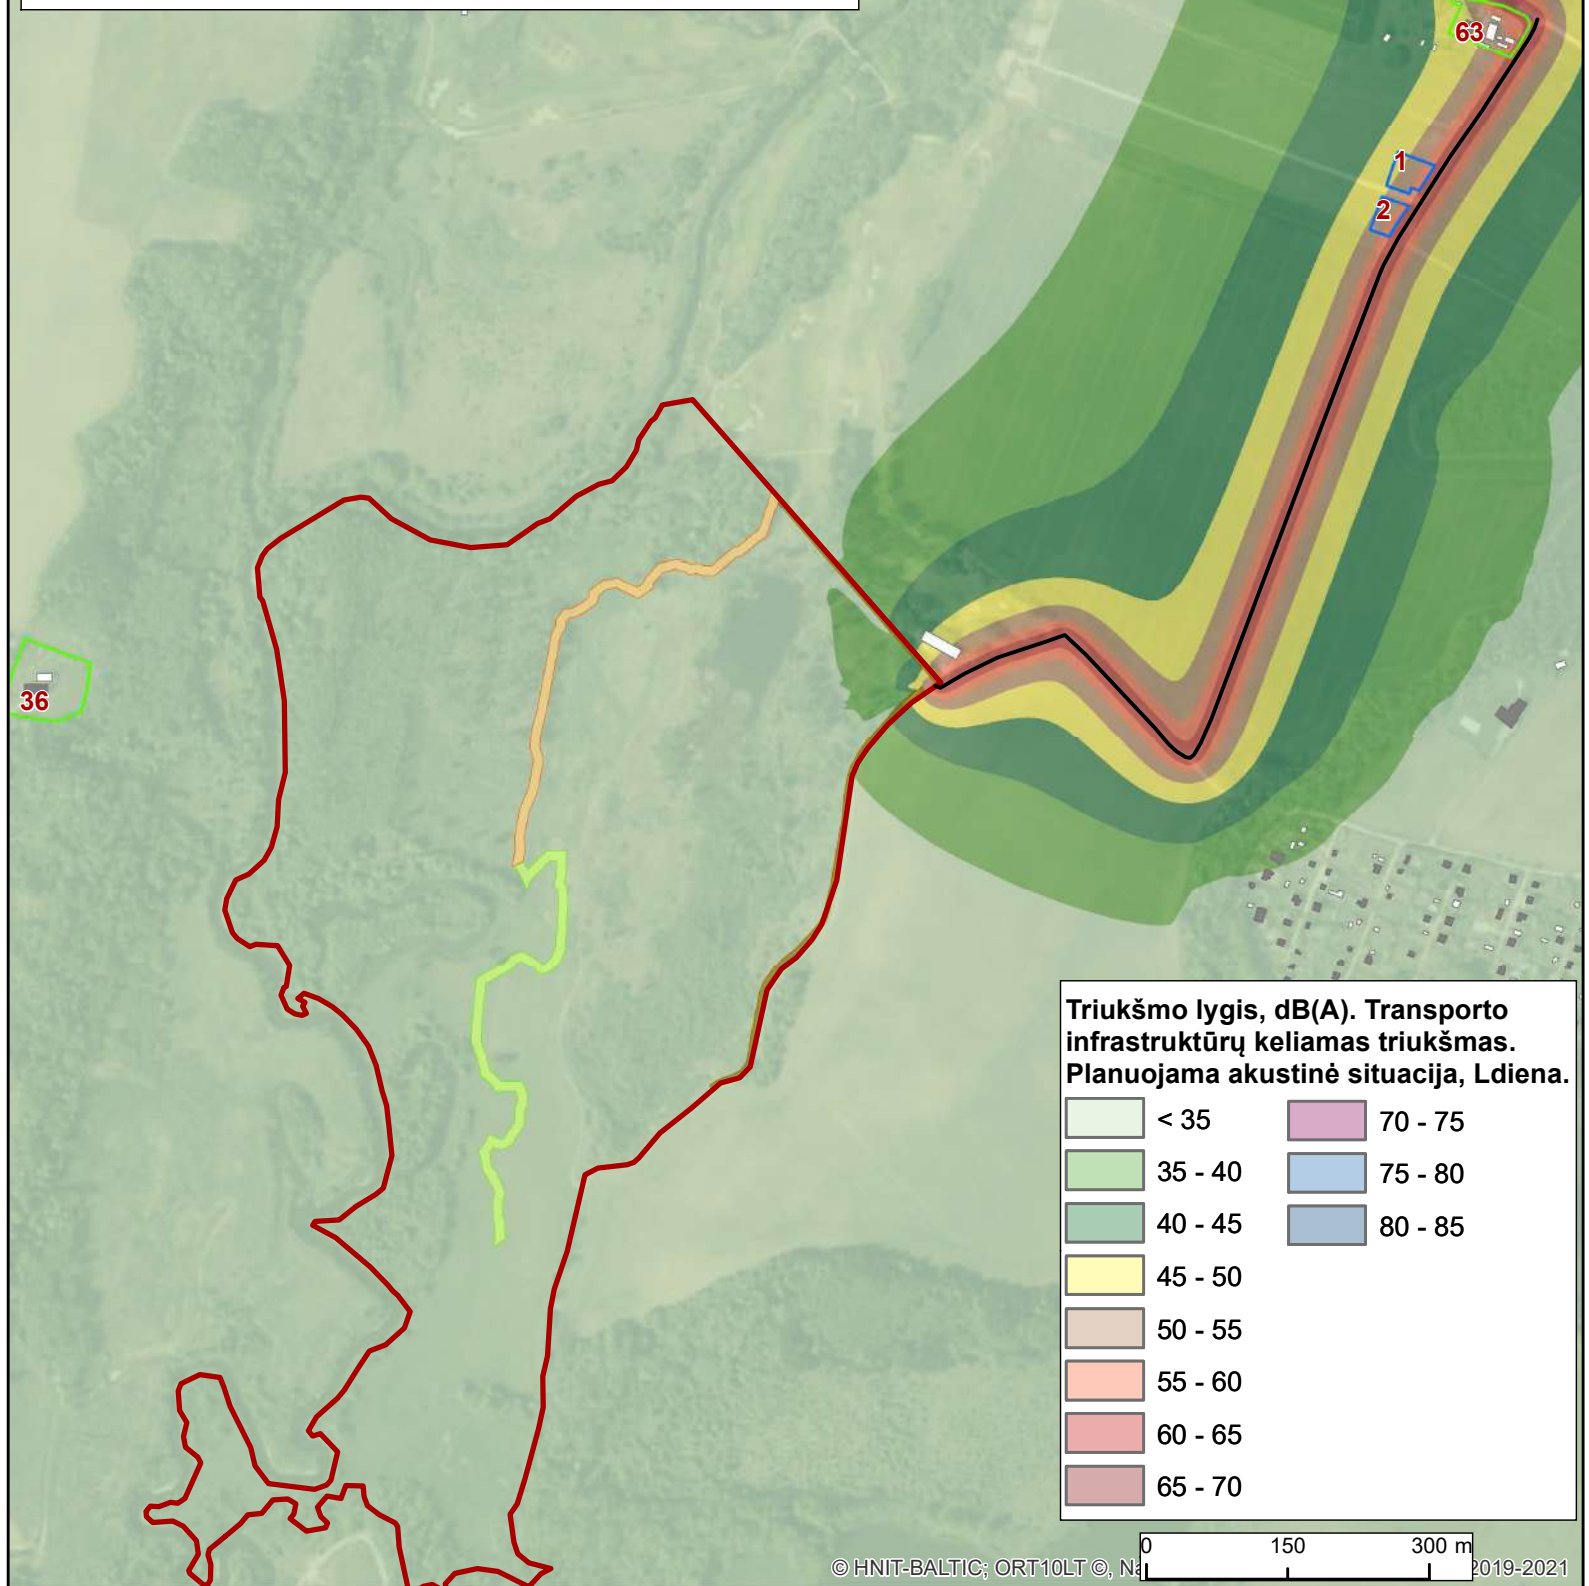 63
1
2
36
Triukšmo lygis, dB(A). Transporto
infrastruktūrų keliamas triukšmas.
Planuojama akustinė situacija, Ldiena.
< 35
35 - 40
40 - 45
45 - 50
50 - 55
55 - 60
60 - 65
65 - 70
70 - 75
75 - 80
80 - 85
0 150 300 m
© HNIT-BALTIC; ORT10LT ©, 2019-2021